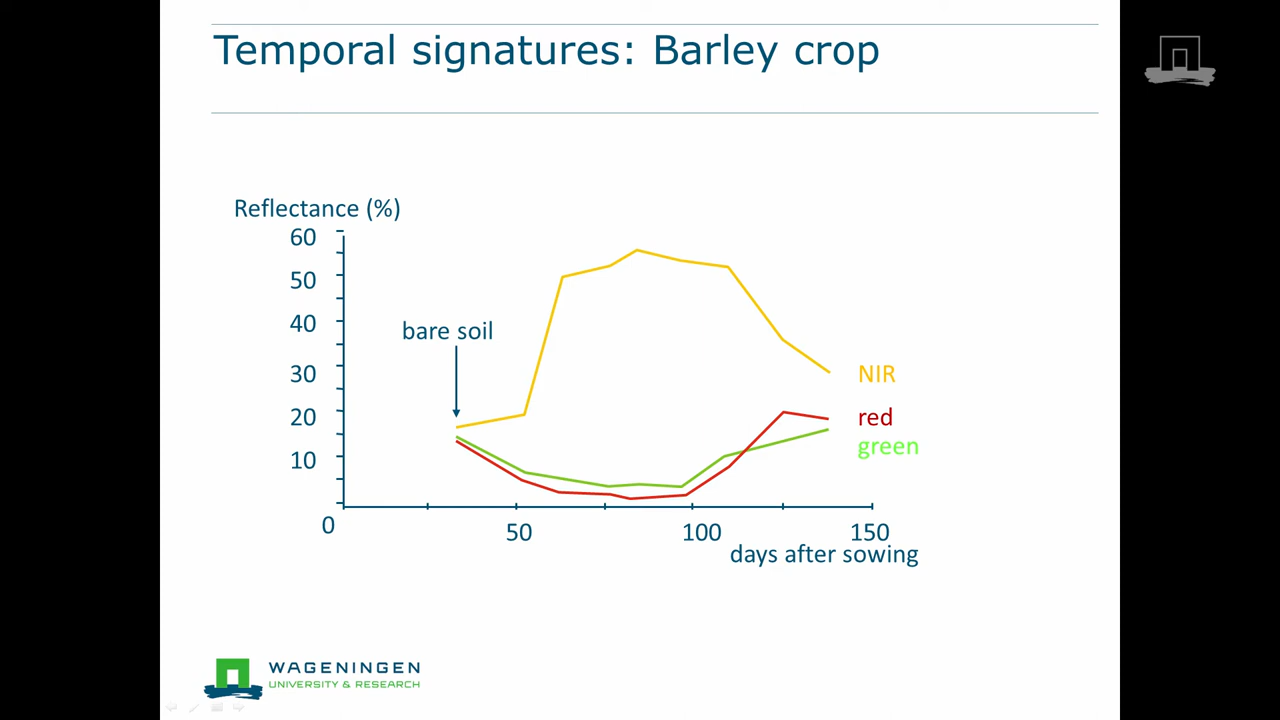 Temporal signatures: Barley crop
Reflectance (%)
60
50
40
bare soil
30
NIR
20
red
green
10
0
50
100
150
days after sowing
WAGENINGEN
UNIVERSITY & RESEARCH